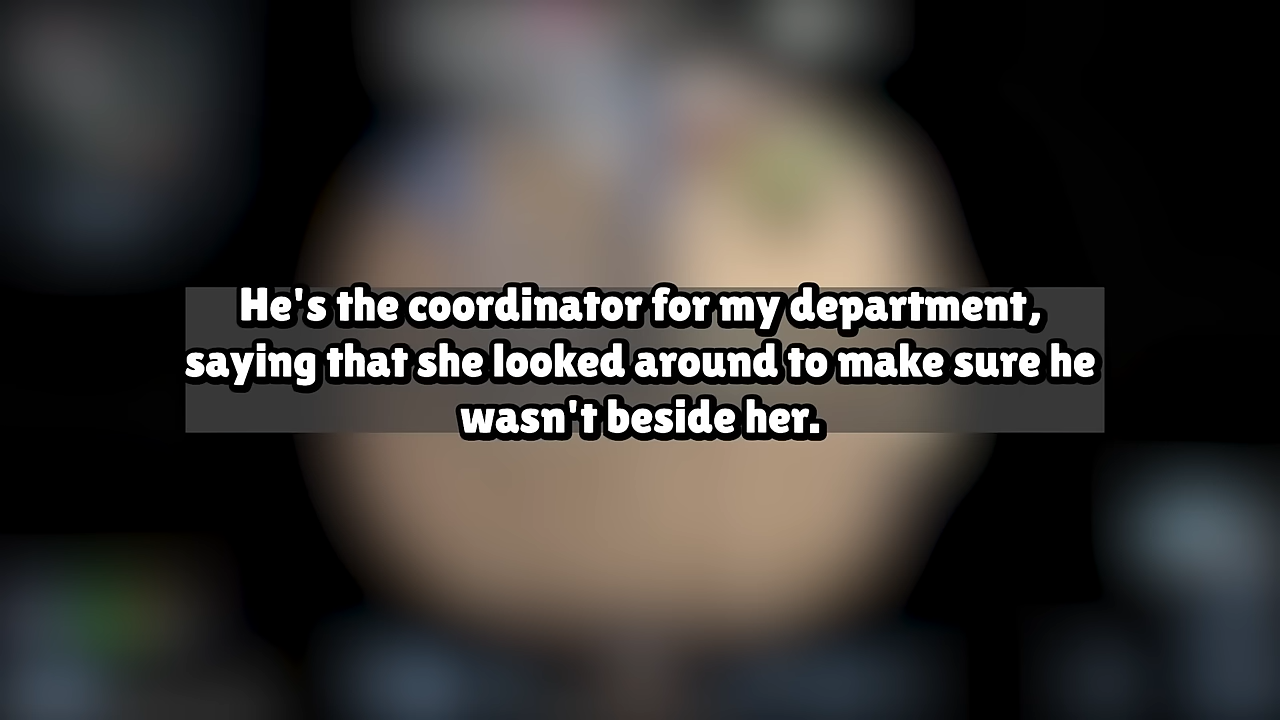 He's the coordinator for my department,
saying that she looked around to make sure he
wasn't beside her.